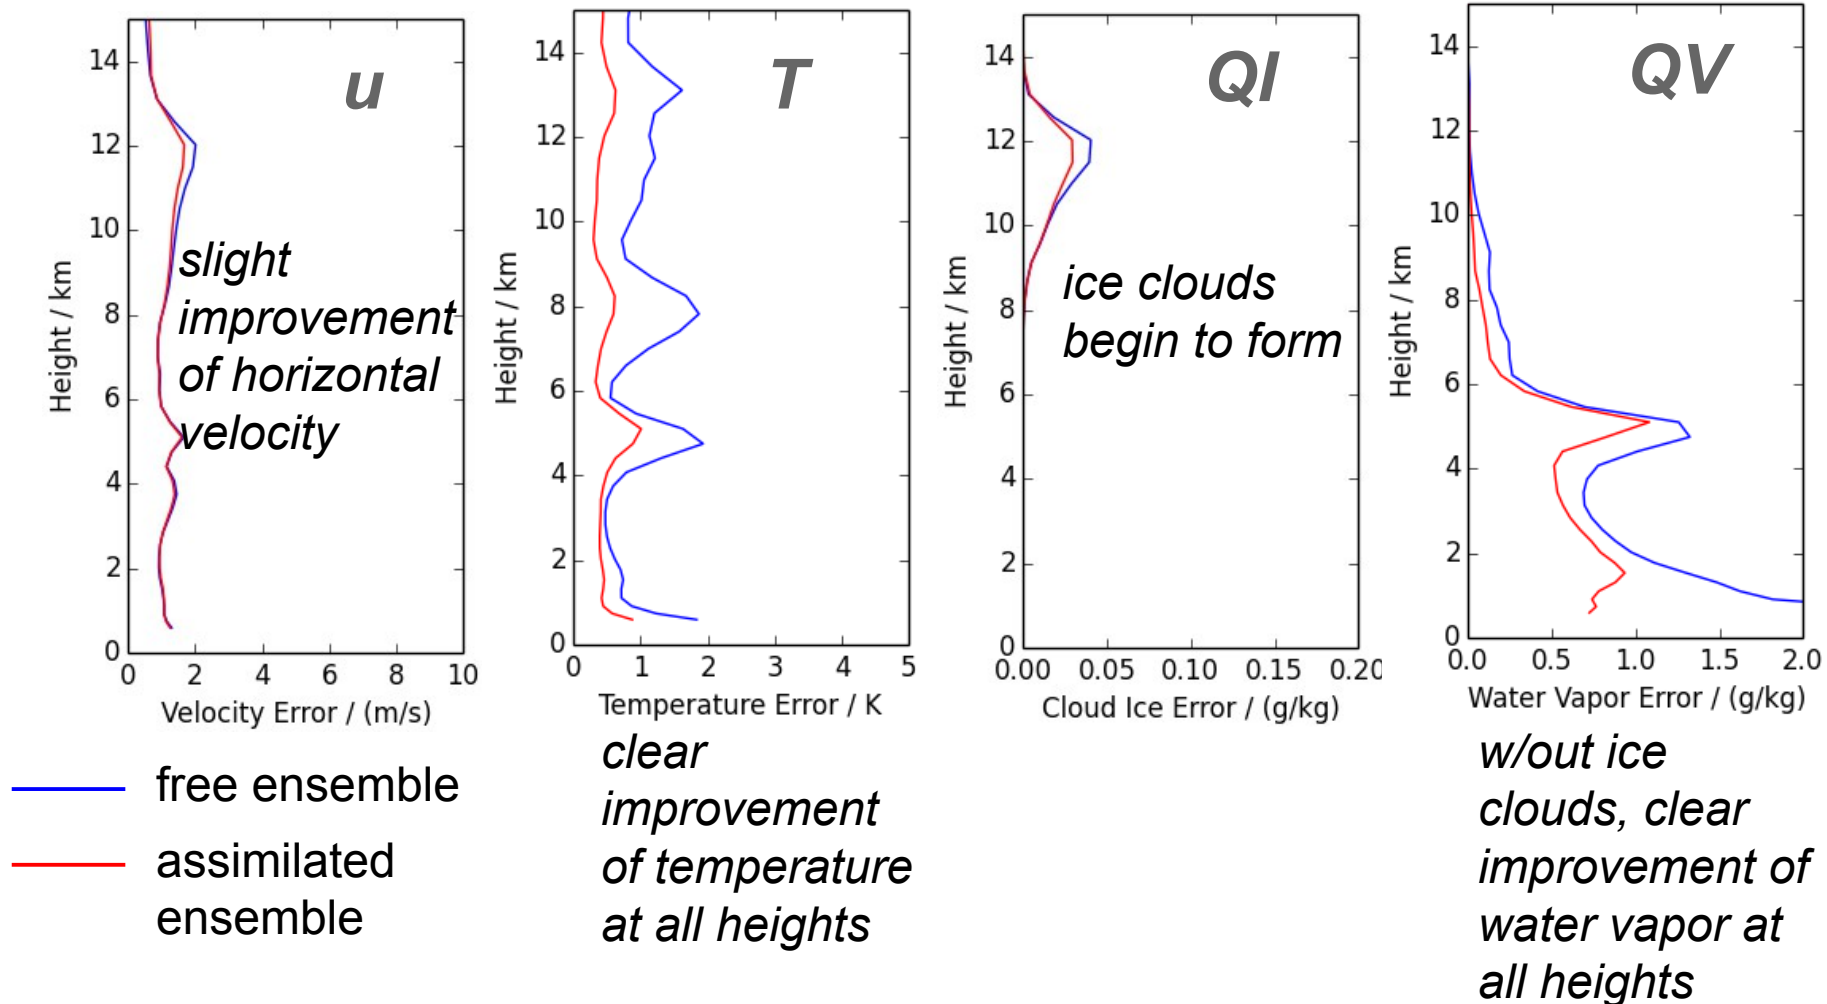 u
14
12
10
8
6
4
2
0
Height / km
0 2 4 6 8 10
Velocity Error / (m/s)
slight
improvement
of horizontal
velocity
T
14
12
10
8
6
4
2
0
Height / km
0 1 2 3 4 5
Temperature Error / K
clear
improvement
of temperature
at all heights
QI
14
12
10
8
6
4
2
0
Height / km
0.00 0.05 0.10 0.15 0.20
Cloud Ice Error / (g/kg)
ice clouds
begin to form
QV
14
12
10
8
6
4
2
0
Height / km
0.0 0.5 1.0 1.5 2.0
Water Vapor Error / (g/kg)
w/out ice
clouds, clear
improvement of
water vapor at
all heights
free ensemble
assimilated
ensemble